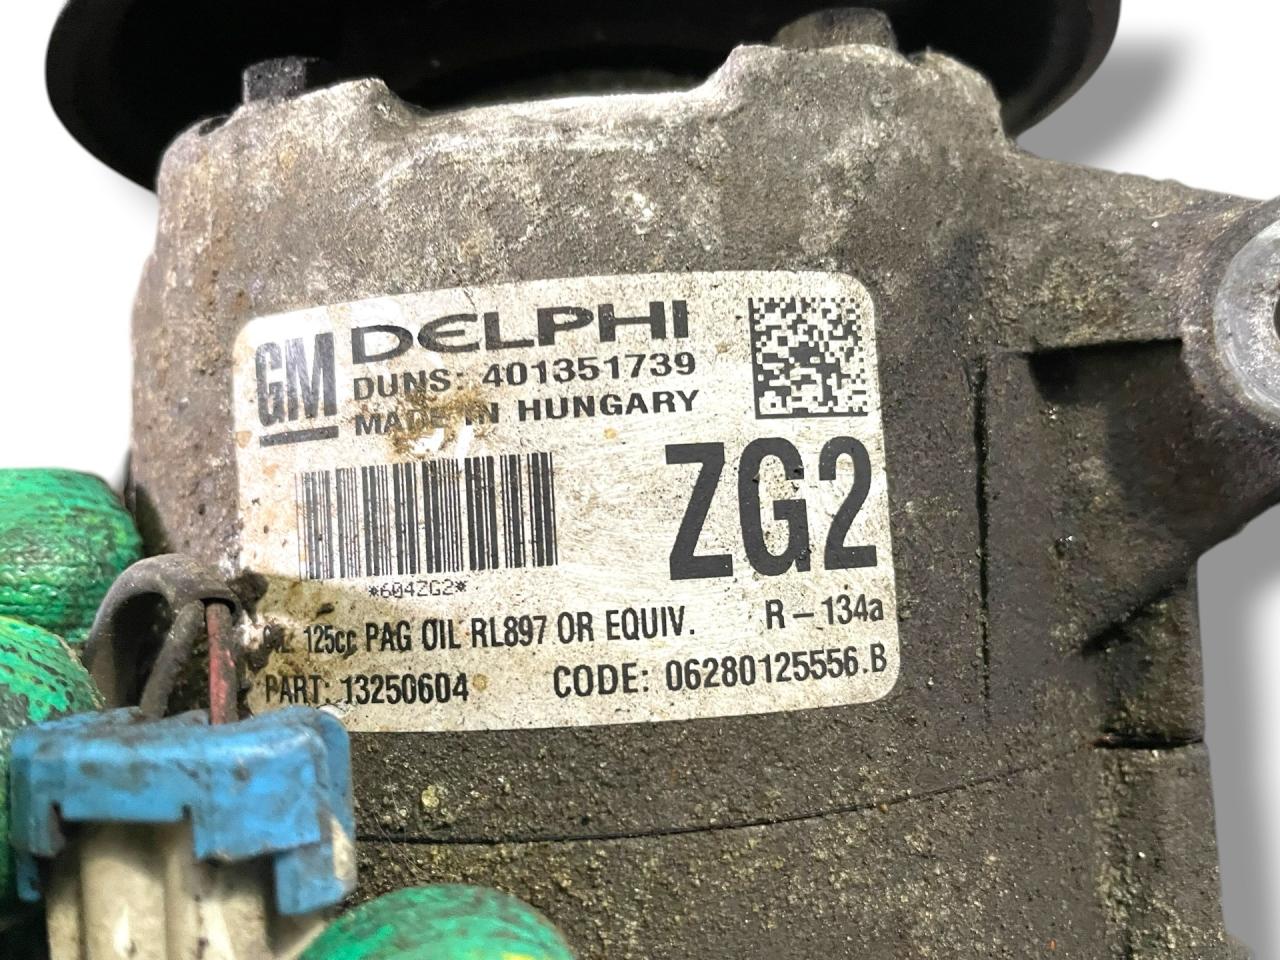 GM DELPHI
DUNS: 401351739
MADE IN HUNGARY
ZG2
*604ZG2*
OIL 125cc PAG OIL RL897 OR EQUIV. R-134a
PART: 13250604 CODE: 06280125556.B